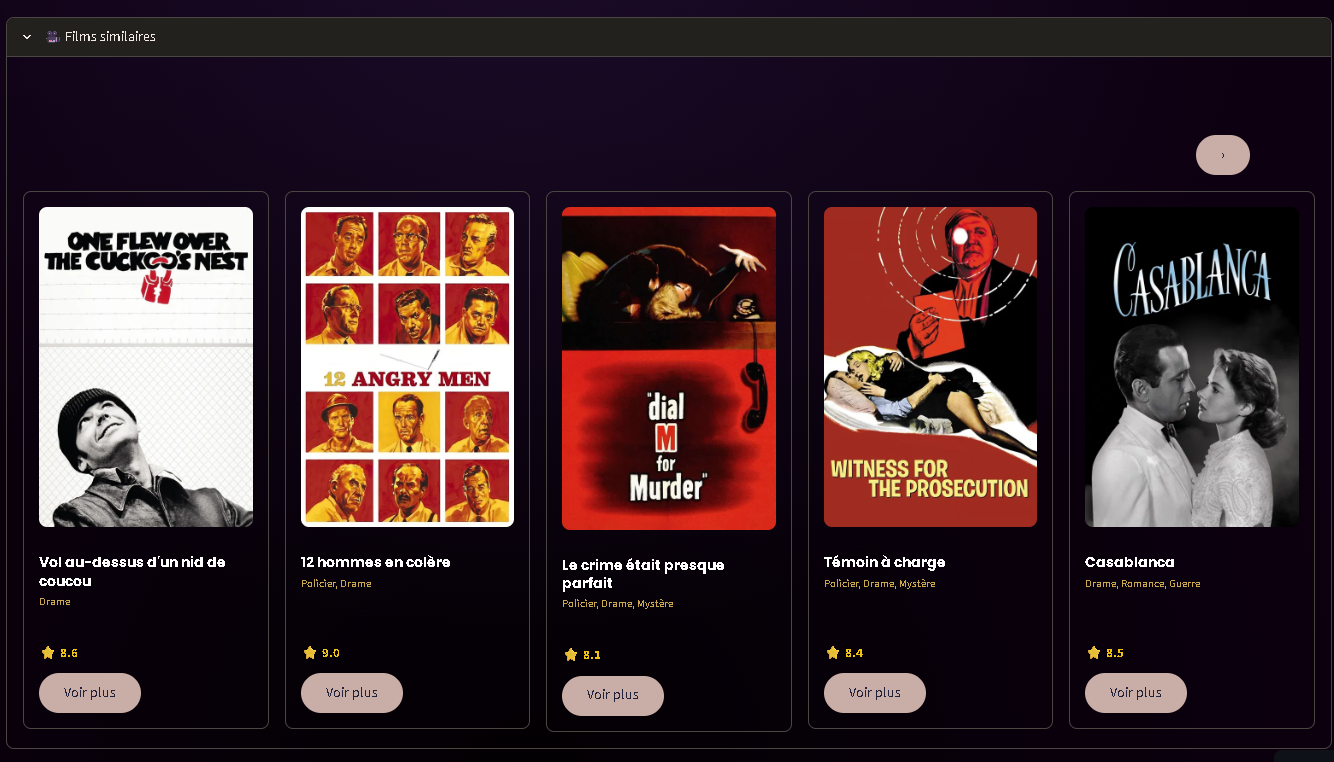 Films similaires
›
ONE FLEW OVER
THE CUCKOO'S NEST
12 ANGRY MEN
"dial
M
for
Murder"
WITNESS FOR
THE PROSECUTION
CASABLANCA
Vol au-dessus d'un nid de
coucou
Drame
8.6
Voir plus
12 hommes en colère
Policier, Drame
9.0
Voir plus
Le crime était presque
parfait
Policier, Drame, Mystère
8.1
Voir plus
Témoin à charge
Policier, Drame, Mystère
8.4
Voir plus
Casablanca
Drame, Romance, Guerre
8.5
Voir plus